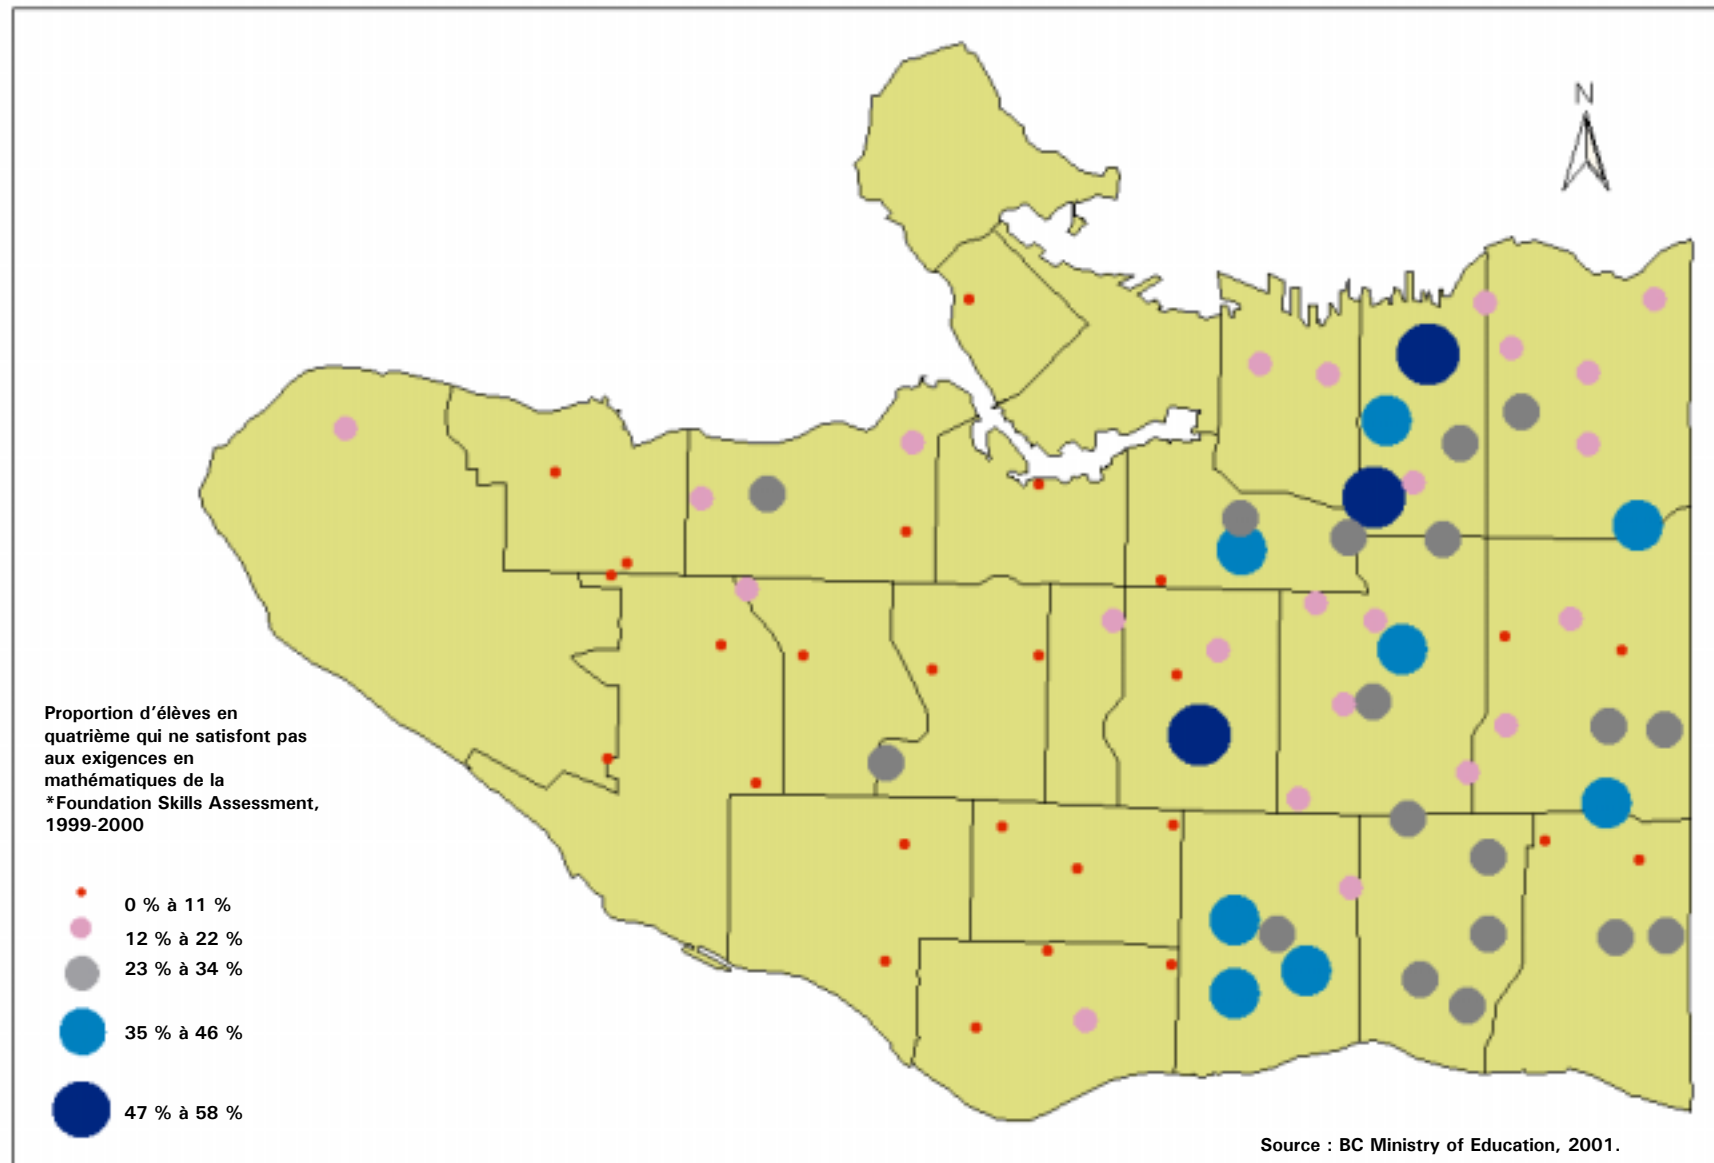 N
Proportion d'élèves en
quatrième qui ne satisfont pas
aux exigences en
mathématiques de la
*Foundation Skills Assessment,
1999-2000
0 % à 11 %
12 % à 22 %
23 % à 34 %
35 % à 46 %
47 % à 58 %
Source : BC Ministry of Education, 2001.